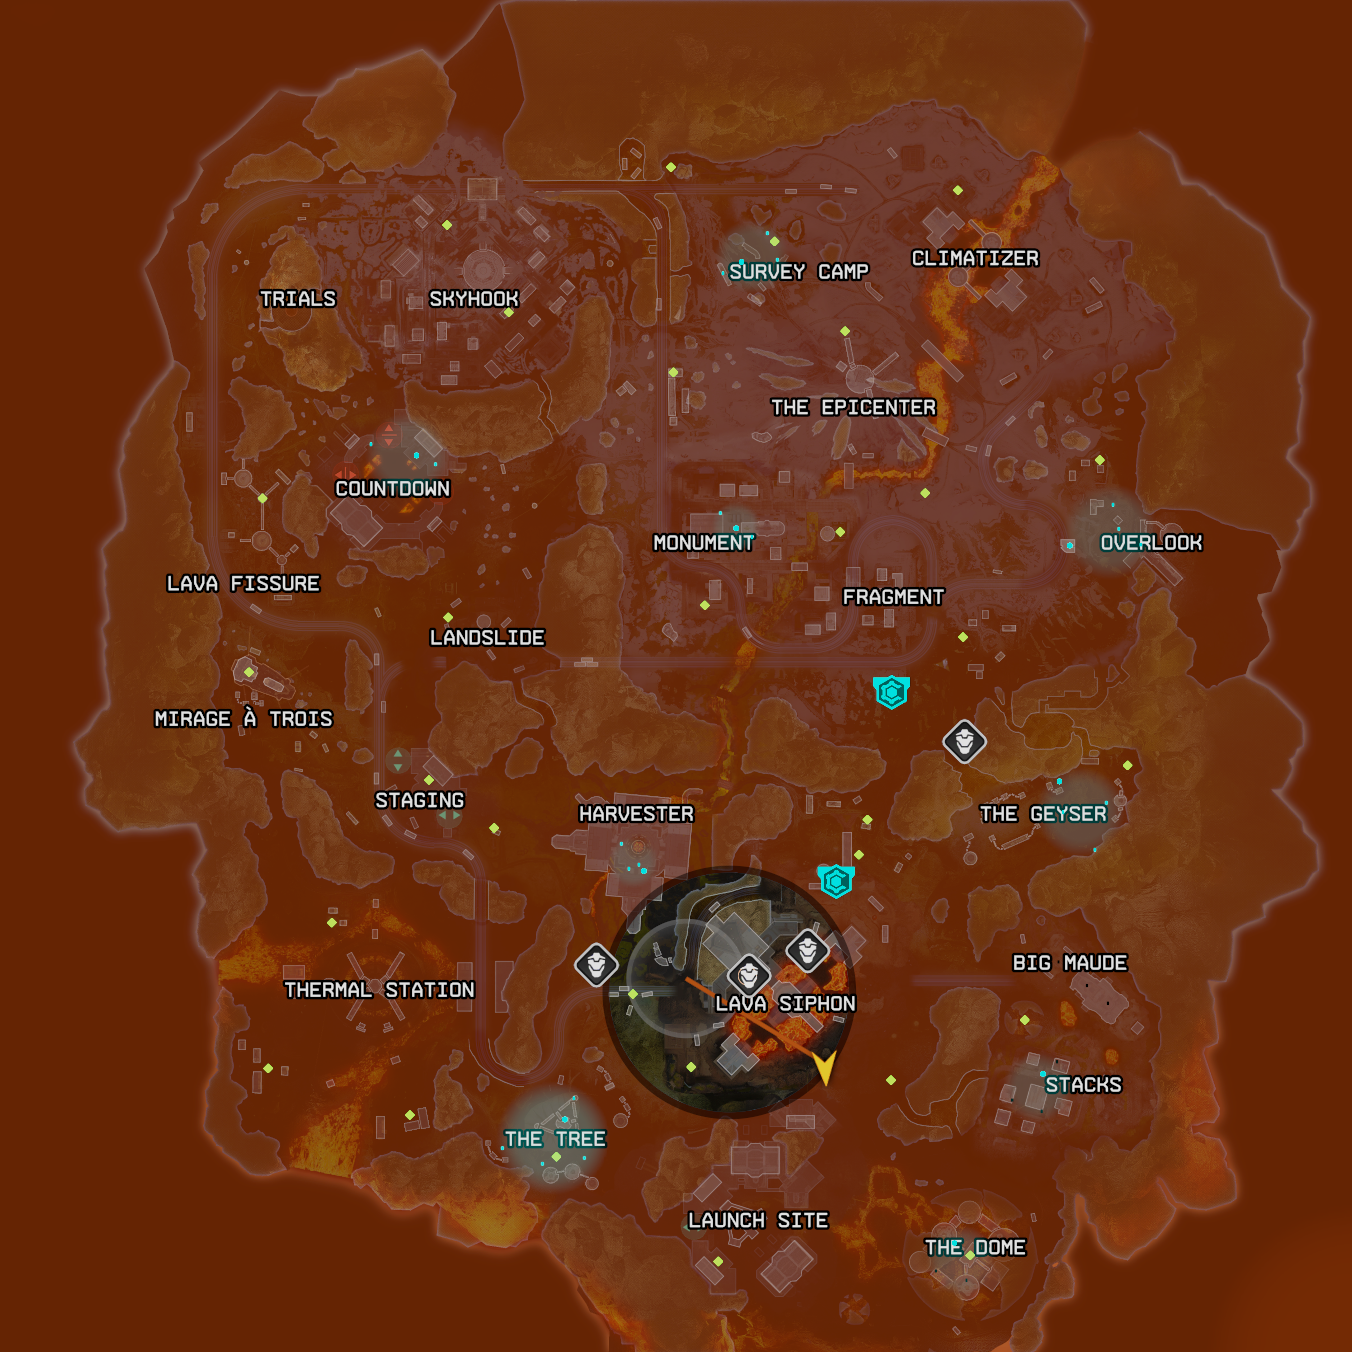 CLIMATIZER
SURVEY CAMP
TRIALS
SKYHOOK
THE EPICENTER
COUNTDOWN
MONUMENT
OVERLOOK
LAVA FISSURE
FRAGMENT
LANDSLIDE
MIRAGE À TROIS
STAGING
HARVESTER
THE GEYSER
BIG MAUDE
THERMAL STATION
LAVA SIPHON
STACKS
THE TREE
LAUNCH SITE
THE DOME